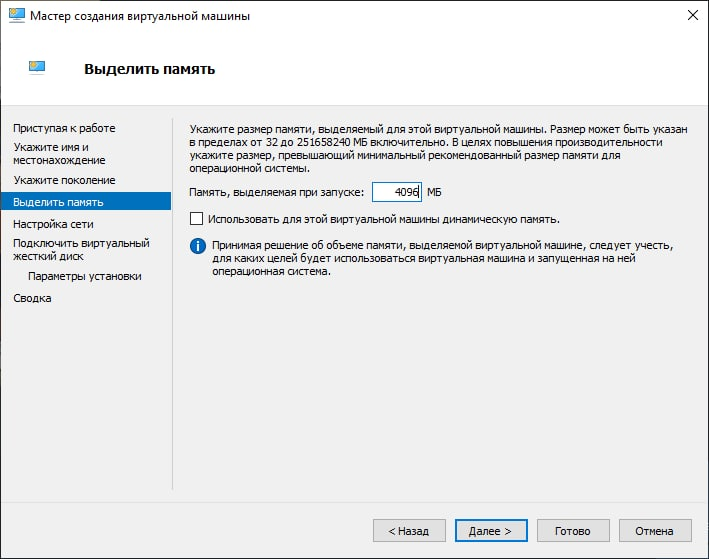 Мастер создания виртуальной машины
Выделить память
Приступая к работе
Укажите имя и
местонахождение
Укажите поколение
Выделить память
Настройка сети
Подключить виртуальный
жесткий диск
Параметры установки
Сводка
Укажите размер памяти, выделяемый для этой виртуальной машины. Размер может быть указан
в пределах от 32 до 251658240 МБ включительно. В целях повышения производительности
укажите размер, превышающий минимальный рекомендованный размер памяти для
операционной системы.
Память, выделяемая при запуске: 4096 МБ
Использовать для этой виртуальной машины динамическую память.
Принимая решение об объеме памяти, выделяемой виртуальной машине, следует учесть,
для каких целей будет использоваться виртуальная машина и запущенная на ней
операционная система.
< Назад Далее > Готово Отмена